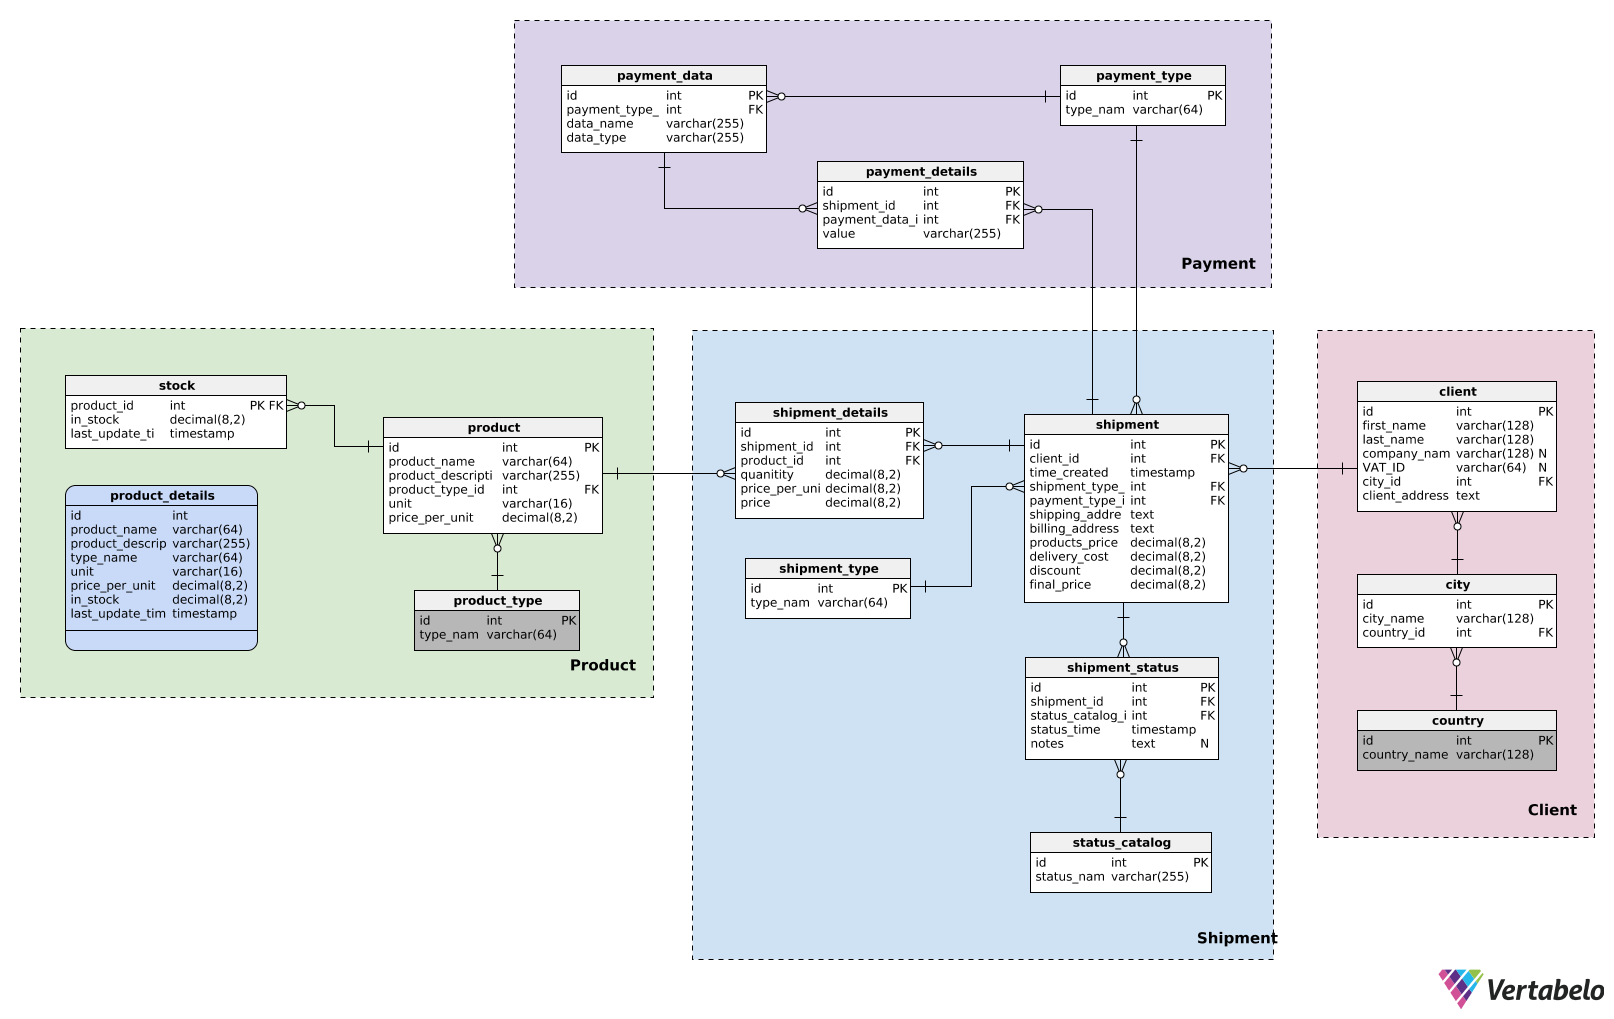 payment_data
id int PK
payment_type_ int FK
data_name varchar(255)
data_type varchar(255)
payment_type
id int PK
type_nam varchar(64)
payment_details
id int PK
shipment_id int FK
payment_data_i int FK
value varchar(255)
Payment
stock
product_id int PK FK
in_stock decimal(8,2)
last_update_ti timestamp
product
id int PK
product_name varchar(64)
product_descripti varchar(255)
product_type_id int FK
unit varchar(16)
price_per_unit decimal(8,2)
product_details
id int
product_name varchar(64)
product_descrip varchar(255)
type_name varchar(64)
unit varchar(16)
price_per_unit decimal(8,2)
in_stock decimal(8,2)
last_update_tim timestamp
product_type
id int PK
type_nam varchar(64)
Product
shipment_details
id int PK
shipment_id int FK
product_id int FK
quanitity decimal(8,2)
price_per_uni decimal(8,2)
price decimal(8,2)
shipment
id int PK
client_id int FK
time_created timestamp
shipment_type_ int FK
payment_type_i int FK
shipping_addre text
billing_address text
products_price decimal(8,2)
delivery_cost decimal(8,2)
discount decimal(8,2)
final_price decimal(8,2)
shipment_type
id int PK
type_nam varchar(64)
shipment_status
id int PK
shipment_id int FK
status_catalog_i int FK
status_time timestamp
notes text N
status_catalog
id int PK
status_nam varchar(255)
Shipment
client
id int PK
first_name varchar(128)
last_name varchar(128)
company_nam varchar(128) N
VAT_ID varchar(64) N
city_id int FK
client_address text
city
id int PK
city_name varchar(128)
country_id int FK
country
id int PK
country_name varchar(128)
Client
Vertabelo